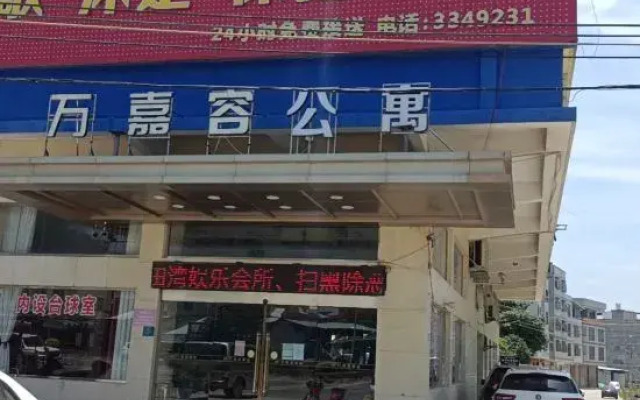 24小时免费接送 电话:3349231
万嘉容公寓
田湾娱乐会所、扫黑除恶
内设台球室